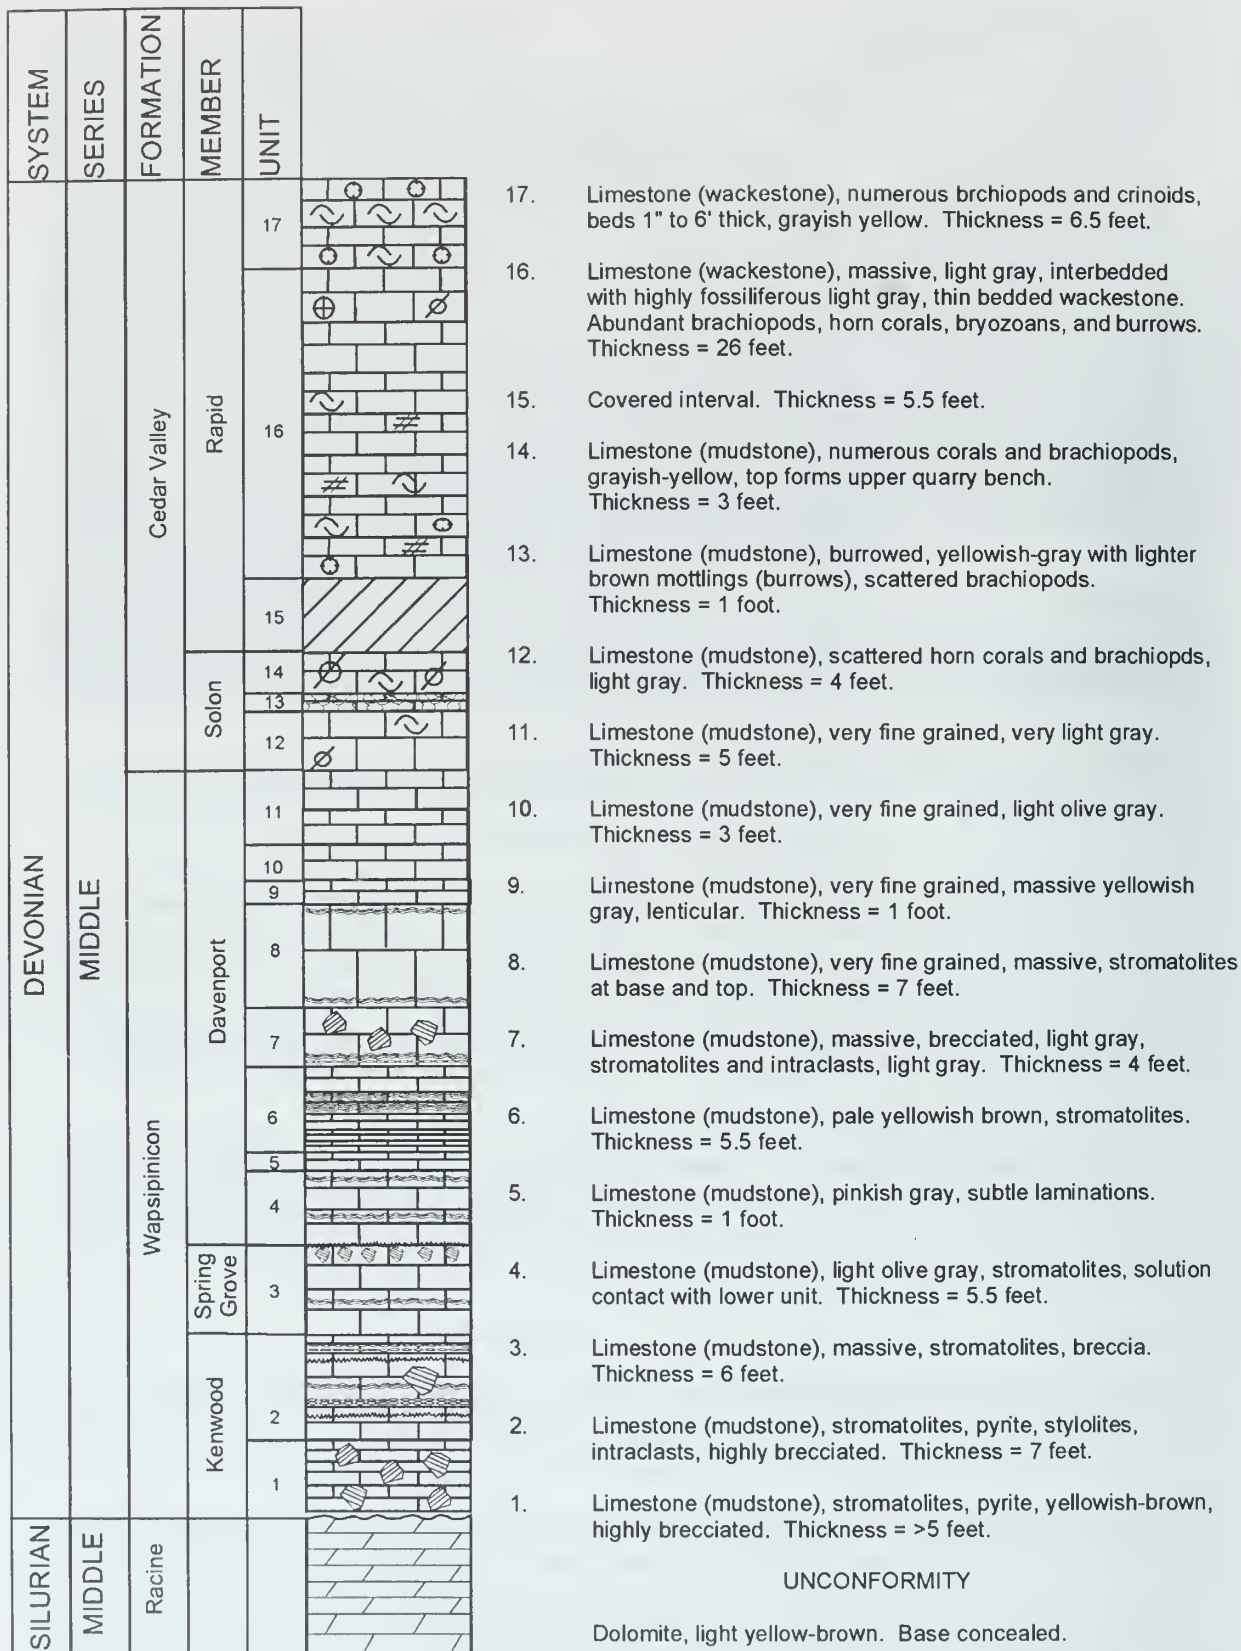 SYSTEM
SERIES
FORMATION
MEMBER
UNIT
DEVONIAN
MIDDLE
Cedar Valley
Rapid
17
16
15
Solon
14
13
12
Wapsipinicon
Davenport
11
10
9
8
7
6
5
4
Spring
Grove
3
Kenwood
2
1
SILURIAN
MIDDLE
Racine
17. Limestone (wackestone), numerous brchiopods and crinoids,
beds 1" to 6' thick, grayish yellow. Thickness = 6.5 feet.
16. Limestone (wackestone), massive, light gray, interbedded
with highly fossiliferous light gray, thin bedded wackestone.
Abundant brachiopods, horn corals, bryozoans, and burrows.
Thickness = 26 feet.
15. Covered interval. Thickness = 5.5 feet.
14. Limestone (mudstone), numerous corals and brachiopods,
grayish-yellow, top forms upper quarry bench.
Thickness = 3 feet.
13. Limestone (mudstone), burrowed, yellowish-gray with lighter
brown mottlings (burrows), scattered brachiopods.
Thickness = 1 foot.
12. Limestone (mudstone), scattered horn corals and brachiopds,
light gray. Thickness = 4 feet.
11. Limestone (mudstone), very fine grained, very light gray.
Thickness = 5 feet.
10. Limestone (mudstone), very fine grained, light olive gray.
Thickness = 3 feet.
9. Limestone (mudstone), very fine grained, massive yellowish
gray, lenticular. Thickness = 1 foot.
8. Limestone (mudstone), very fine grained, massive, stromatolites
at base and top. Thickness = 7 feet.
7. Limestone (mudstone), massive, brecciated, light gray,
stromatolites and intraclasts, light gray. Thickness = 4 feet.
6. Limestone (mudstone), pale yellowish brown, stromatolites.
Thickness = 5.5 feet.
5. Limestone (mudstone), pinkish gray, subtle laminations.
Thickness = 1 foot.
4. Limestone (mudstone), light olive gray, stromatolites, solution
contact with lower unit. Thickness = 5.5 feet.
3. Limestone (mudstone), massive, stromatolites, breccia.
Thickness = 6 feet.
2. Limestone (mudstone), stromatolites, pyrite, stylolites,
intraclasts, highly brecciated. Thickness = 7 feet.
1. Limestone (mudstone), stromatolites, pyrite, yellowish-brown,
highly brecciated. Thickness = >5 feet.
UNCONFORMITY
Dolomite, light yellow-brown. Base concealed.